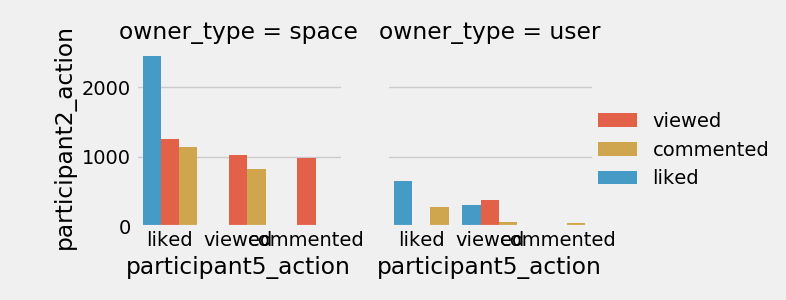 owner_type = space
owner_type = user
participant2_action
2000
1000
0
liked
viewed
commented
liked
viewed
commented
participant5_action
participant5_action
viewed
commented
liked